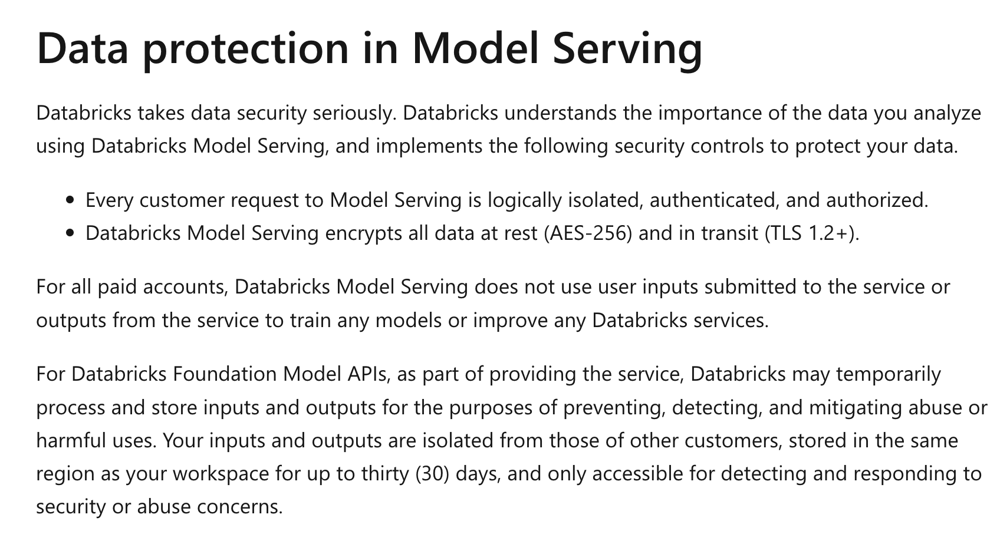 Data protection in Model Serving
Databricks takes data security seriously. Databricks understands the importance of the data you analyze
using Databricks Model Serving, and implements the following security controls to protect your data.
• Every customer request to Model Serving is logically isolated, authenticated, and authorized.
• Databricks Model Serving encrypts all data at rest (AES-256) and in transit (TLS 1.2+).
For all paid accounts, Databricks Model Serving does not use user inputs submitted to the service or
outputs from the service to train any models or improve any Databricks services.
For Databricks Foundation Model APIs, as part of providing the service, Databricks may temporarily
process and store inputs and outputs for the purposes of preventing, detecting, and mitigating abuse or
harmful uses. Your inputs and outputs are isolated from those of other customers, stored in the same
region as your workspace for up to thirty (30) days, and only accessible for detecting and responding to
security or abuse concerns.